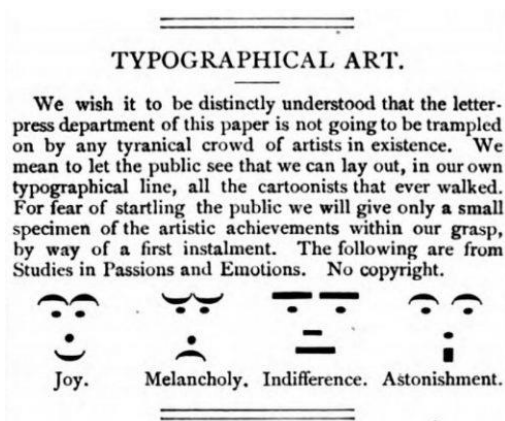 TYPOGRAPHICAL ART.
We wish it to be distinctly understood that the letter-
press department of this paper is not going to be trampled
on by any tyranical crowd of artists in existence. We
mean to let the public see that we can lay out, in our own
typographical line, all the cartoonists that ever walked.
For fear of startling the public we will give only a small
specimen of the artistic achievements within our grasp,
by way of a first instalment. The following are from
Studies in Passions and Emotions. No copyright.
Joy. Melancholy. Indifference. Astonishment.